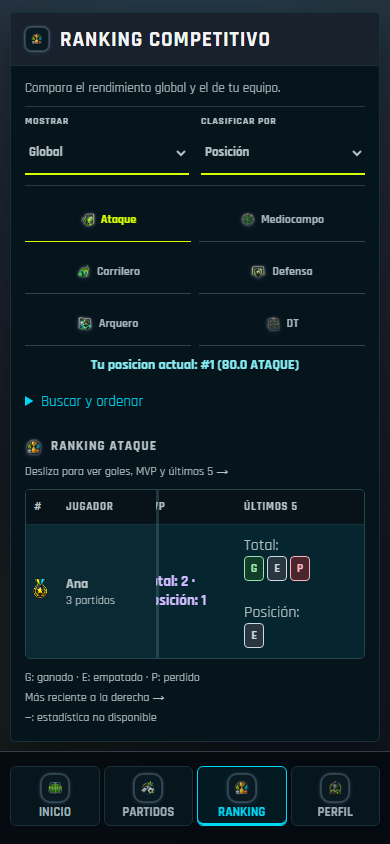 RANKING COMPETITIVO
Compara el rendimiento global y el de tu equipo.
MOSTRAR
CLASIFICAR POR
Global
Posición
Ataque
Mediocampo
Carrilero
Defensa
Arquero
DT
Tu posicion actual: #1 (80.0 ATAQUE)
Buscar y ordenar
RANKING ATAQUE
Desliza para ver goles, MVP y últimos 5 →
# JUGADOR VP ÚLTIMOS 5
Total:
G E P
Ana
3 partidos
tal: 2 ·
osición: 1
Posición:
E
G: ganado · E: empatado · P: perdido
Más reciente a la derecha →
—: estadística no disponible
INICIO
PARTIDOS
RANKING
PERFIL